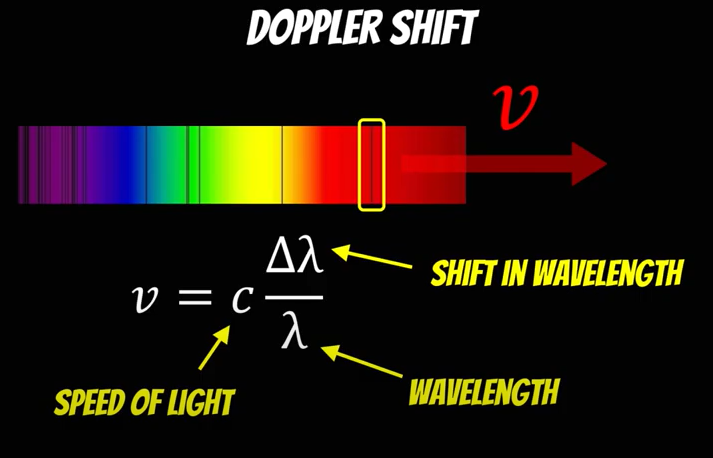 DOPPLER SHIFT
v
v = c Δλ/λ
SHIFT IN WAVELENGTH
SPEED OF LIGHT
WAVELENGTH